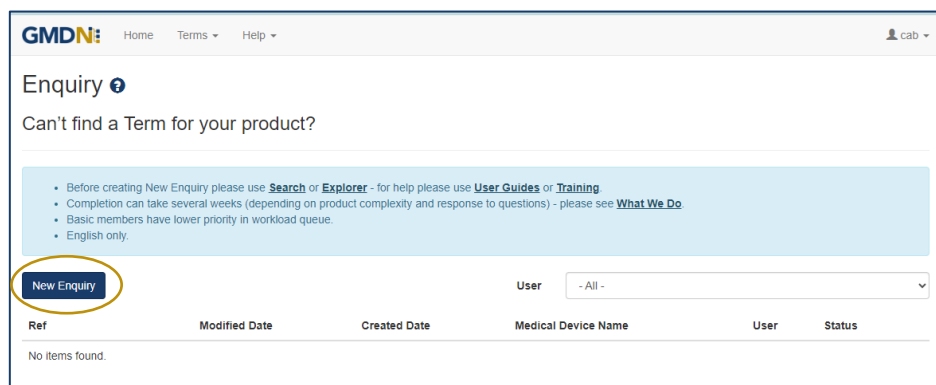 GMDN Home Terms Help cab
Enquiry ?
Can't find a Term for your product?
• Before creating New Enquiry please use Search or Explorer - for help please use User Guides or Training.
• Completion can take several weeks (depending on product complexity and response to questions) - please see What We Do.
• Basic members have lower priority in workload queue.
• English only.
New Enquiry User - All -
Ref Modified Date Created Date Medical Device Name User Status
No items found.